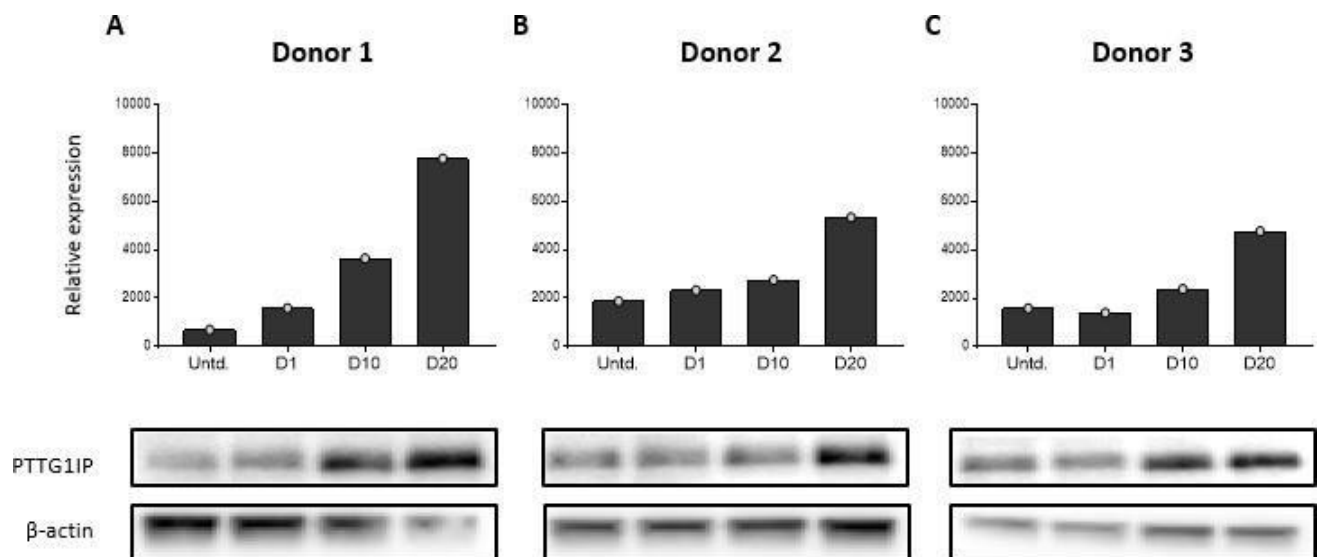 A
Donor 1
B
Donor 2
C
Donor 3
Relative expression
10000
8000
6000
4000
2000
0
Untd. D1 D10 D20
10000
8000
6000
4000
2000
0
Untd. D1 D10 D20
10000
8000
6000
4000
2000
0
Untd. D1 D10 D20
PTTG1IP
β-actin